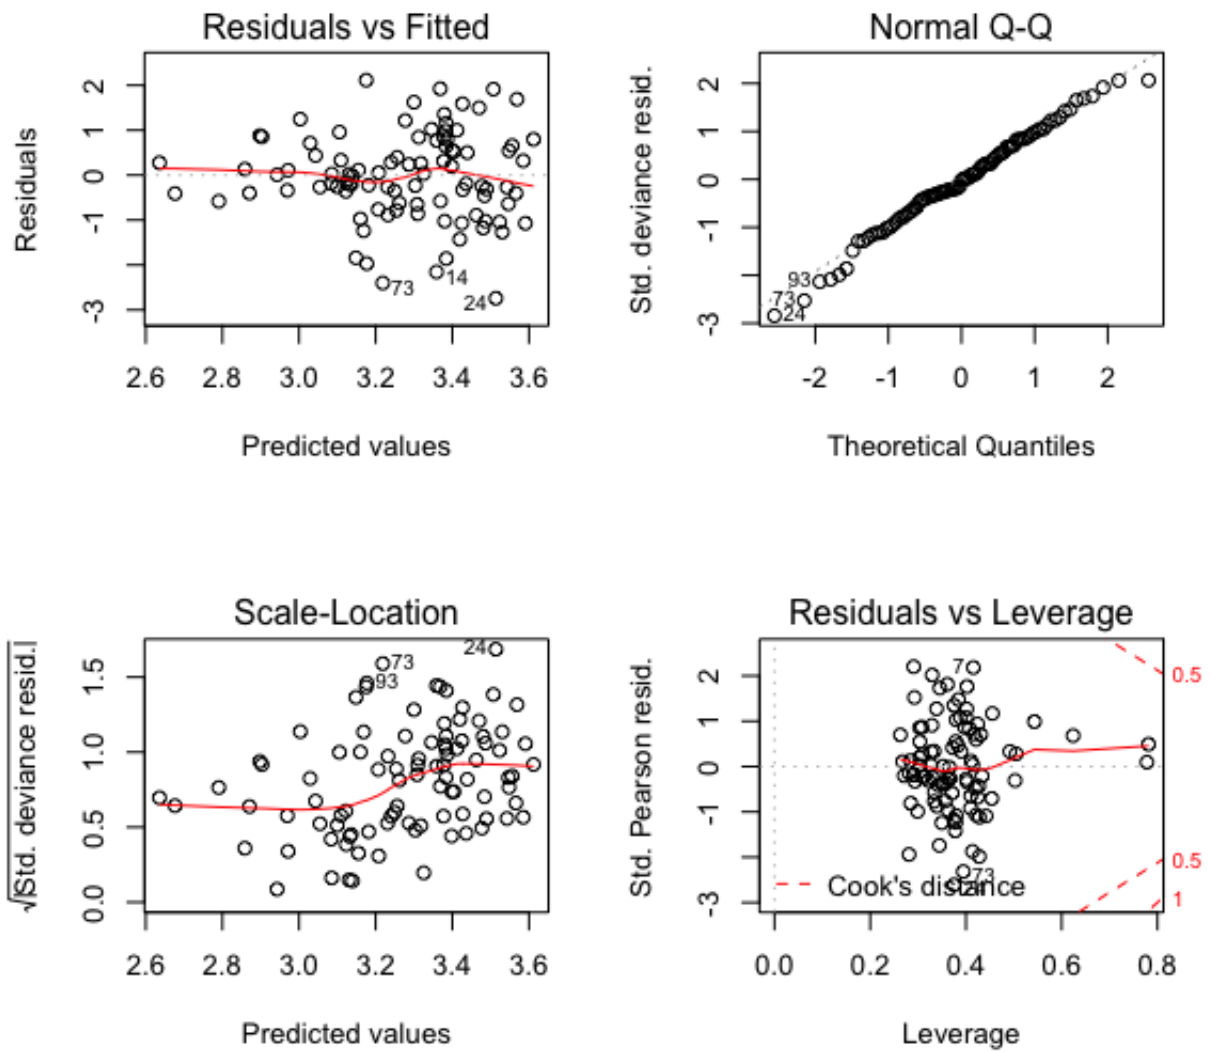 Residuals vs Fitted
Residuals
2
1
0
-1
-3
73
14
24
2.6 2.8 3.0 3.2 3.4 3.6
Predicted values
Normal Q-Q
Std. deviance resid.
2
1
0
-1
-3
93
73
24
-2 -1 0 1 2
Theoretical Quantiles
Scale-Location
√|Std. deviance resid.|
1.5
1.0
0.5
0.0
24
73
93
2.6 2.8 3.0 3.2 3.4 3.6
Predicted values
Residuals vs Leverage
Std. Pearson resid.
2
1
0
-1
-3
7
73
Cook's distance
0.5
0.5
1
0.0 0.2 0.4 0.6 0.8
Leverage